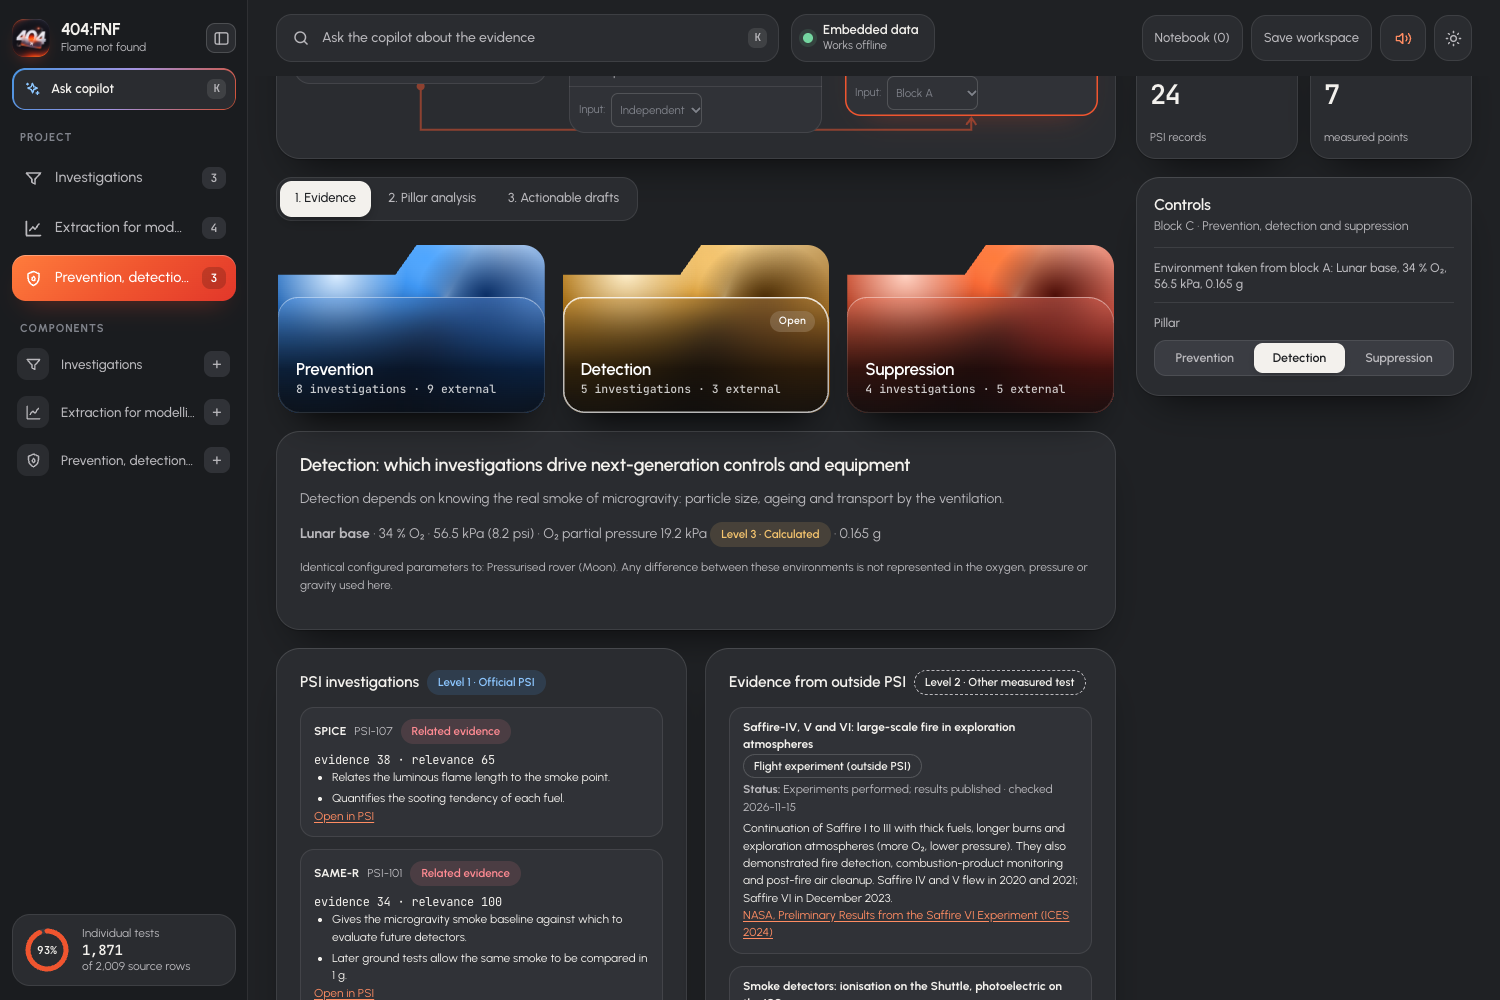 404:FNF
Flame not found
Ask copilot
K
PROJECT
Investigations
3
Extraction for mod...
4
Prevention, detectio...
3
COMPONENTS
Investigations
+
Extraction for modelli...
+
Prevention, detection...
+
93%
Individual tests
1,871
of 2,009 source rows
Ask the copilot about the evidence
K
Embedded data
Works offline
Notebook (0)
Save workspace
Input:
Independent
Input:
Block A
24
PSI records
7
measured points
1. Evidence
2. Pillar analysis
3. Actionable drafts
Prevention
8 investigations · 9 external
Open
Detection
5 investigations · 3 external
Suppression
4 investigations · 5 external
Controls
Block C · Prevention, detection and suppression
Environment taken from block A: Lunar base, 34 % O₂,
56.5 kPa, 0.165 g
Pillar
Prevention
Detection
Suppression
Detection: which investigations drive next-generation controls and equipment
Detection depends on knowing the real smoke of microgravity: particle size, ageing and transport by the ventilation.
Lunar base · 34 % O₂ · 56.5 kPa (8.2 psi) · O₂ partial pressure 19.2 kPa Level 3 · Calculated · 0.165 g
Identical configured parameters to: Pressurised rover (Moon). Any difference between these environments is not represented in the oxygen, pressure or
gravity used here.
PSI investigations
Level 1 · Official PSI
SPICE PSI-107 Related evidence
evidence 38 · relevance 65
• Relates the luminous flame length to the smoke point.
• Quantifies the sooting tendency of each fuel.
Open in PSI
SAME-R PSI-101 Related evidence
evidence 34 · relevance 100
• Gives the microgravity smoke baseline against which to
evaluate future detectors.
• Later ground tests allow the same smoke to be compared in
1 g.
Open in PSI
Evidence from outside PSI
Level 2 · Other measured test
Saffire-IV, V and VI: large-scale fire in exploration
atmospheres
Flight experiment (outside PSI)
Status: Experiments performed; results published · checked
2026-11-15
Continuation of Saffire I to III with thick fuels, longer burns and
exploration atmospheres (more O₂, lower pressure). They also
demonstrated fire detection, combustion-product monitoring
and post-fire air cleanup. Saffire IV and V flew in 2020 and 2021;
Saffire VI in December 2023.
NASA, Preliminary Results from the Saffire VI Experiment (ICES
2024)
Smoke detectors: ionisation on the Shuttle, photoelectric on